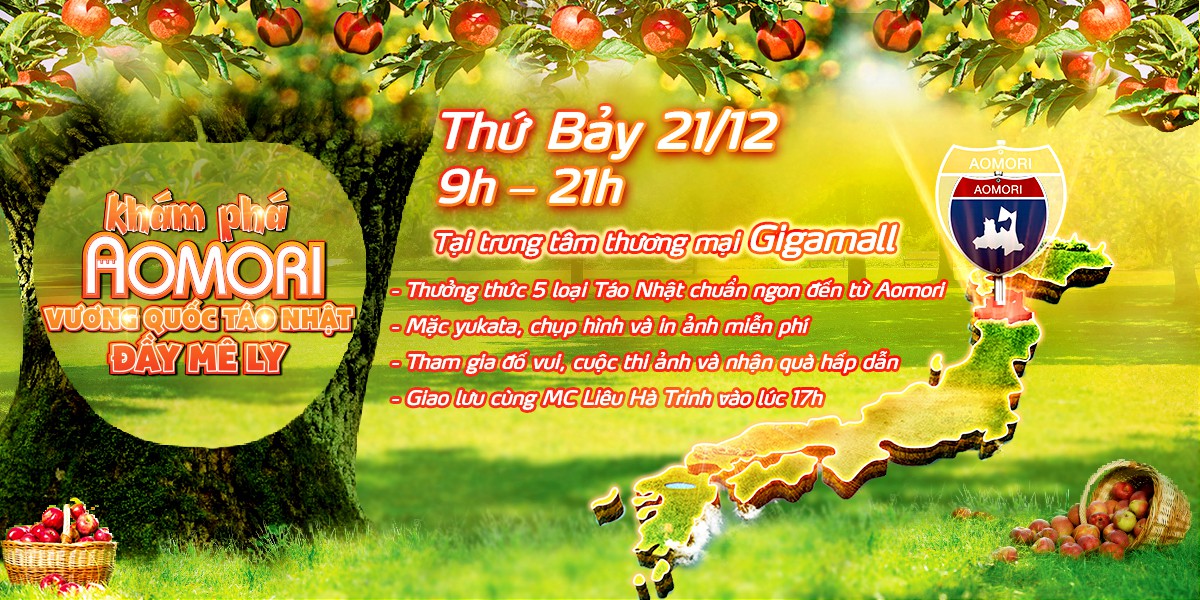 Khám phá
AOMORI
VƯƠNG QUỐC TÁO NHẬT
ĐẦY MÊ LY
Thứ Bảy 21/12
9h – 21h
Tại trung tâm thương mại Gigamall
- Thưởng thức 5 loại Táo Nhật chuẩn ngon đến từ Aomori
- Mặc yukata, chụp hình và in ảnh miễn phí
- Tham gia đố vui, cuộc thi ảnh và nhận quà hấp dẫn
- Giao lưu cùng MC Liêu Hà Trinh vào lúc 17h
AOMORI
AOMORI